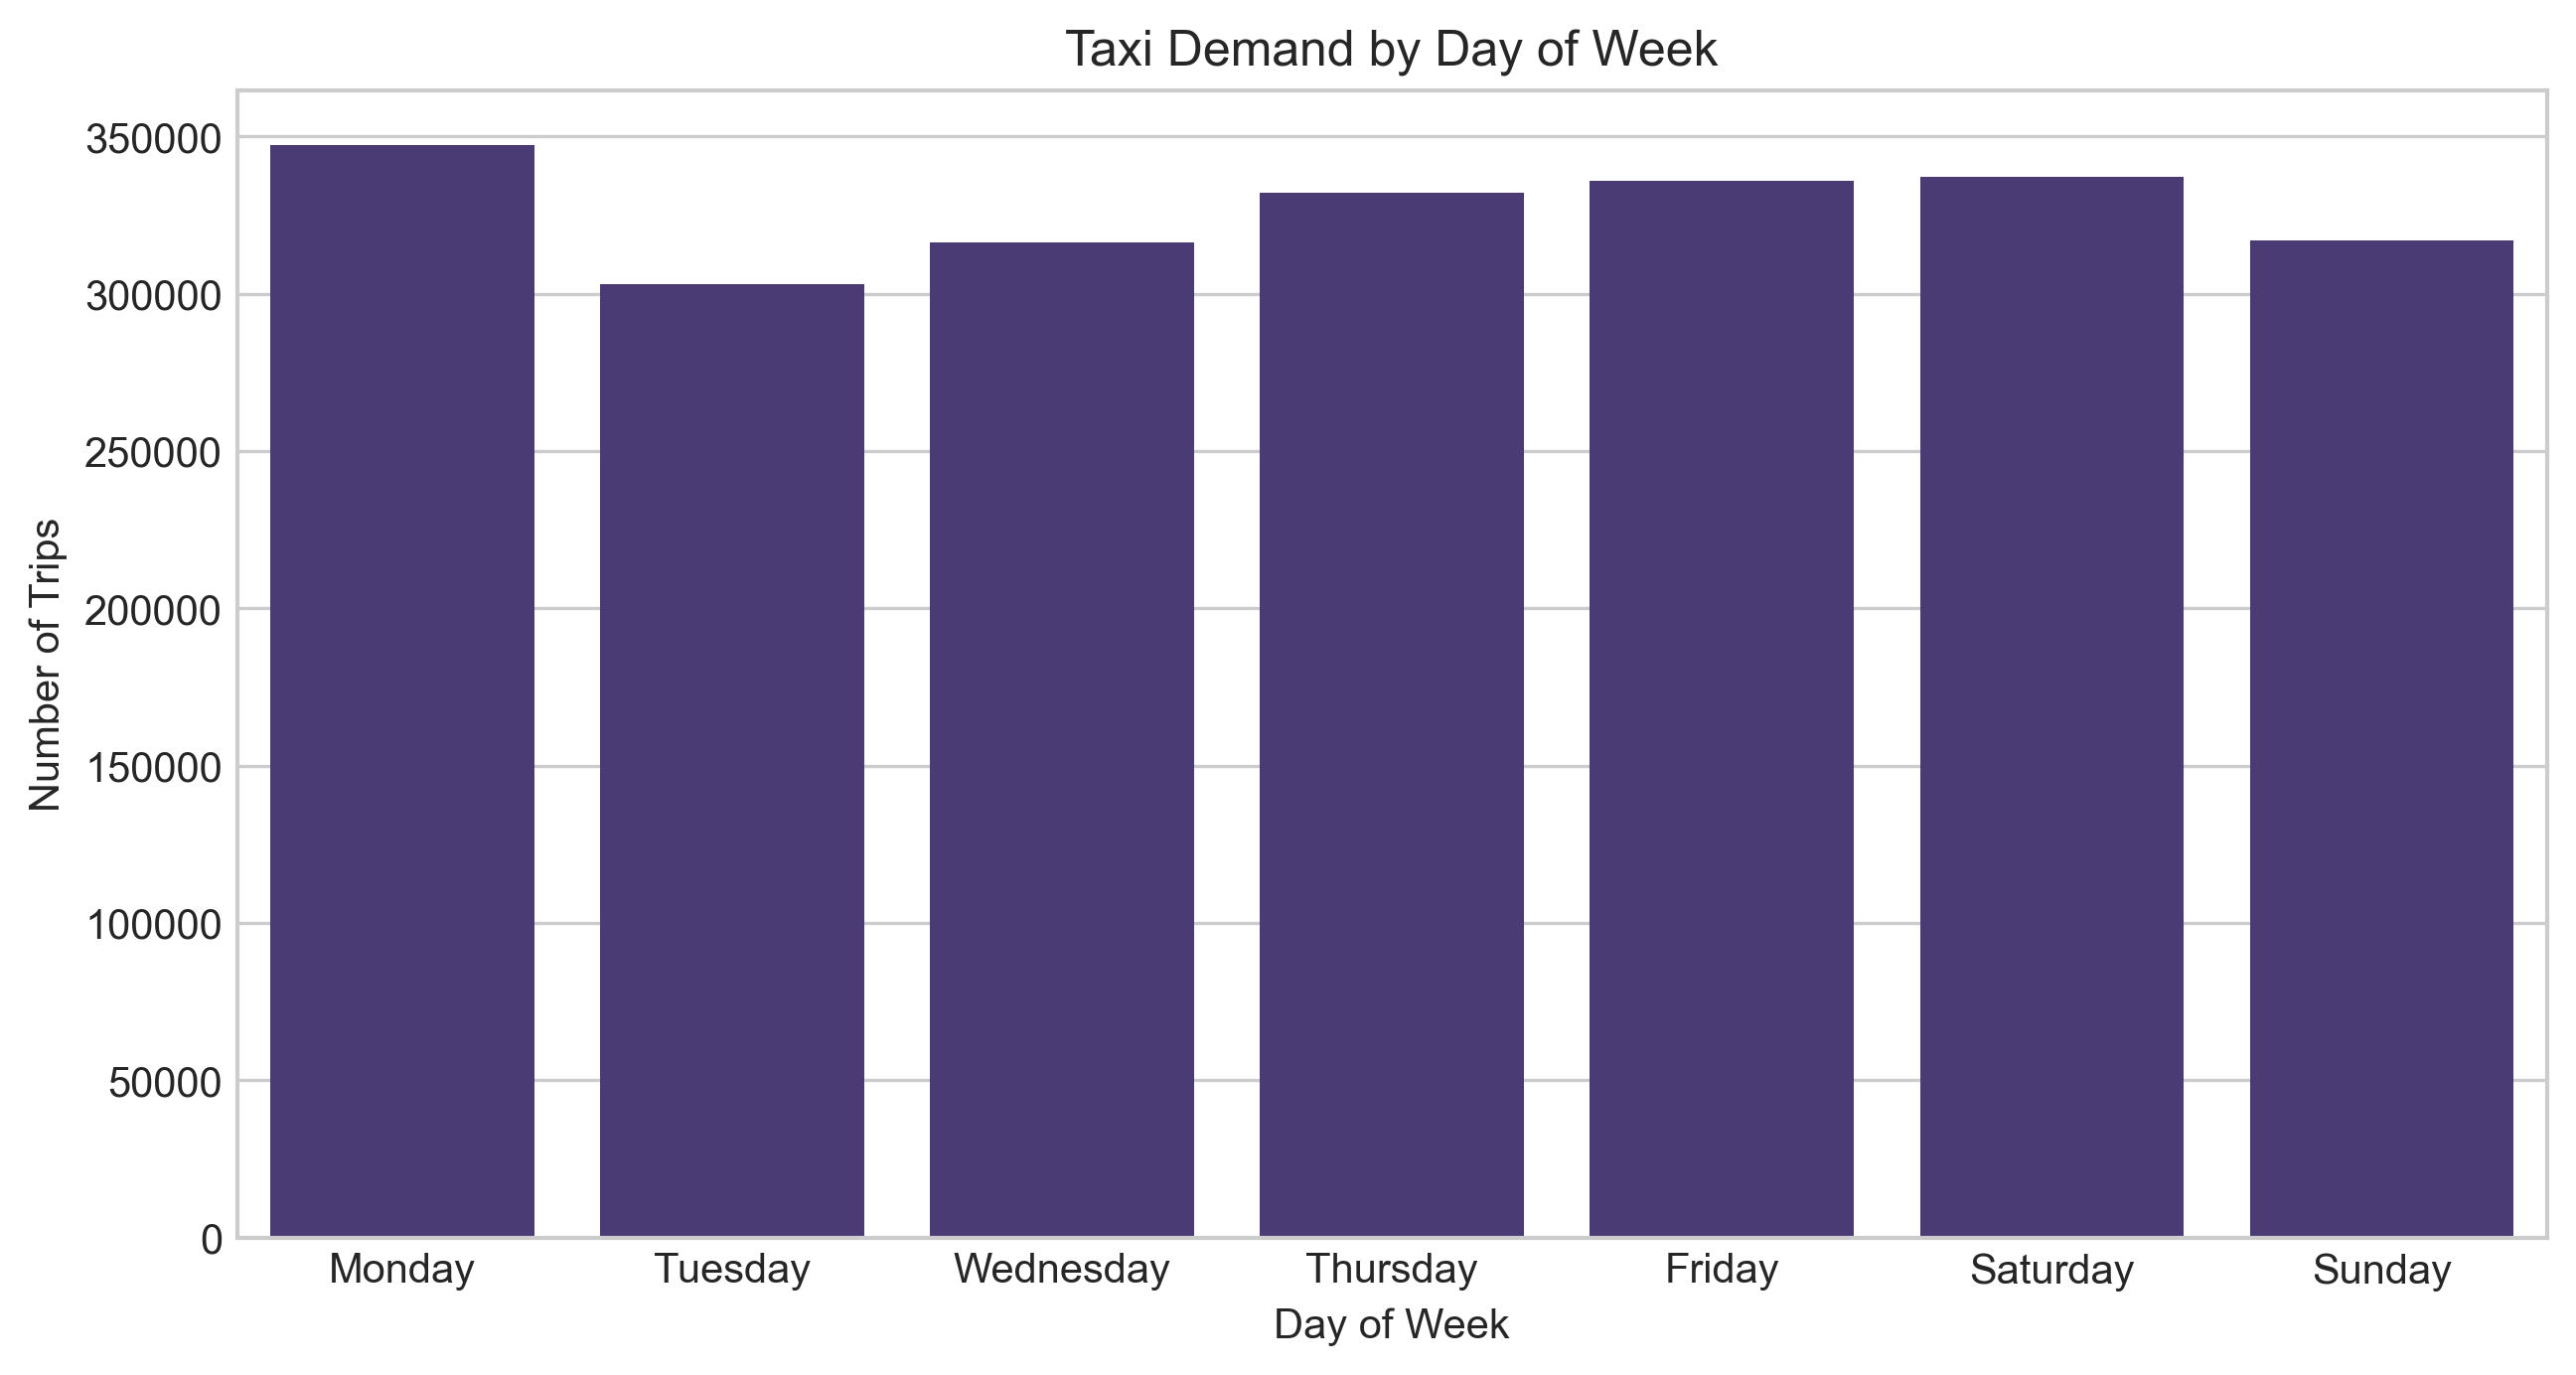 Taxi Demand by Day of Week
350000
300000
250000
200000
150000
100000
50000
0
Number of Trips
Monday Tuesday Wednesday Thursday Friday Saturday Sunday
Day of Week